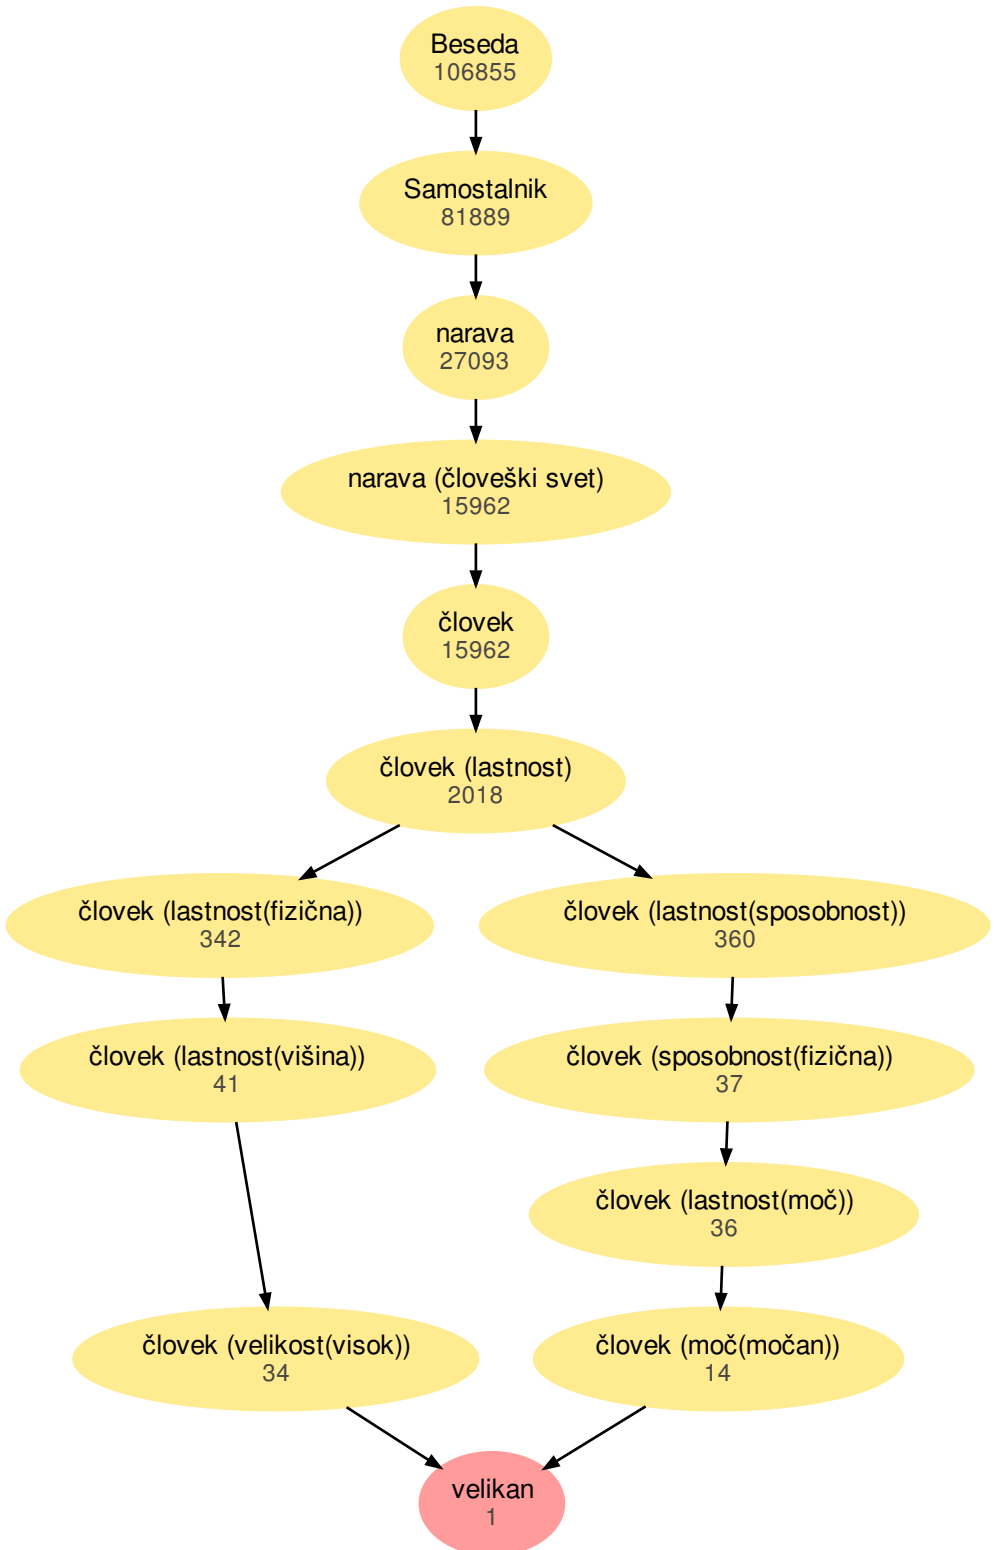 Beseda
106855
Samostalnik
81889
narava
27093
narava (človeški svet)
15962
človek
15962
človek (lastnost)
2018
človek (lastnost(fizična))
342
človek (lastnost(sposobnost))
360
človek (lastnost(višina))
41
človek (sposobnost(fizična))
37
človek (lastnost(moč))
36
človek (velikost(visok))
34
človek (moč(močan))
14
velikan
1